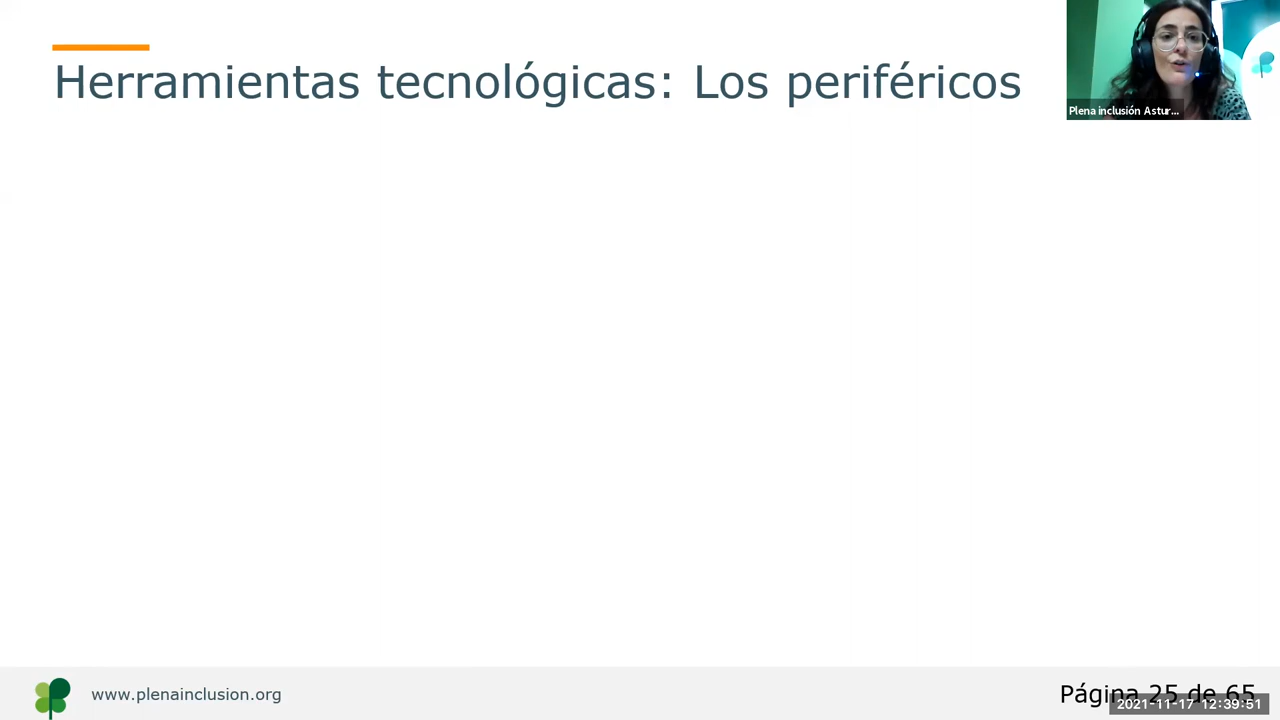 Herramientas tecnológicas: Los periféricos
Plena inclusión Astur...
www.plenainclusion.org
Página 25 de 65
2021-11-17 12:39:51